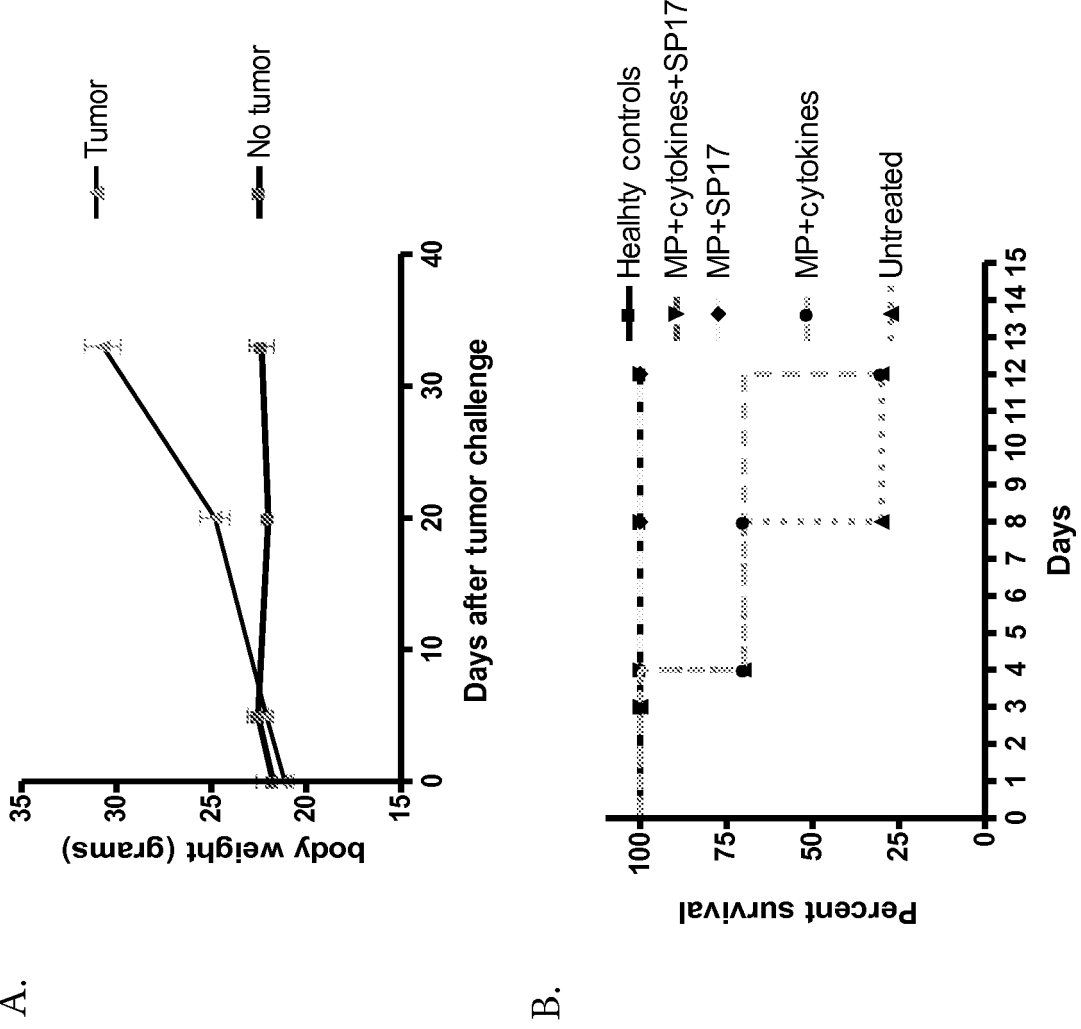 A.
body weight (grams)
35
30
25
20
15
0
10
20
30
40
Days after tumor challenge
Tumor
No tumor
B.
Percent survival
100
75
50
25
0
0 1 2 3 4 5 6 7 8 9 10 11 12 13 14 15
Days
Healhty controls
MP+cytokines+SP17
MP+SP17
MP+cytokines
Untreated